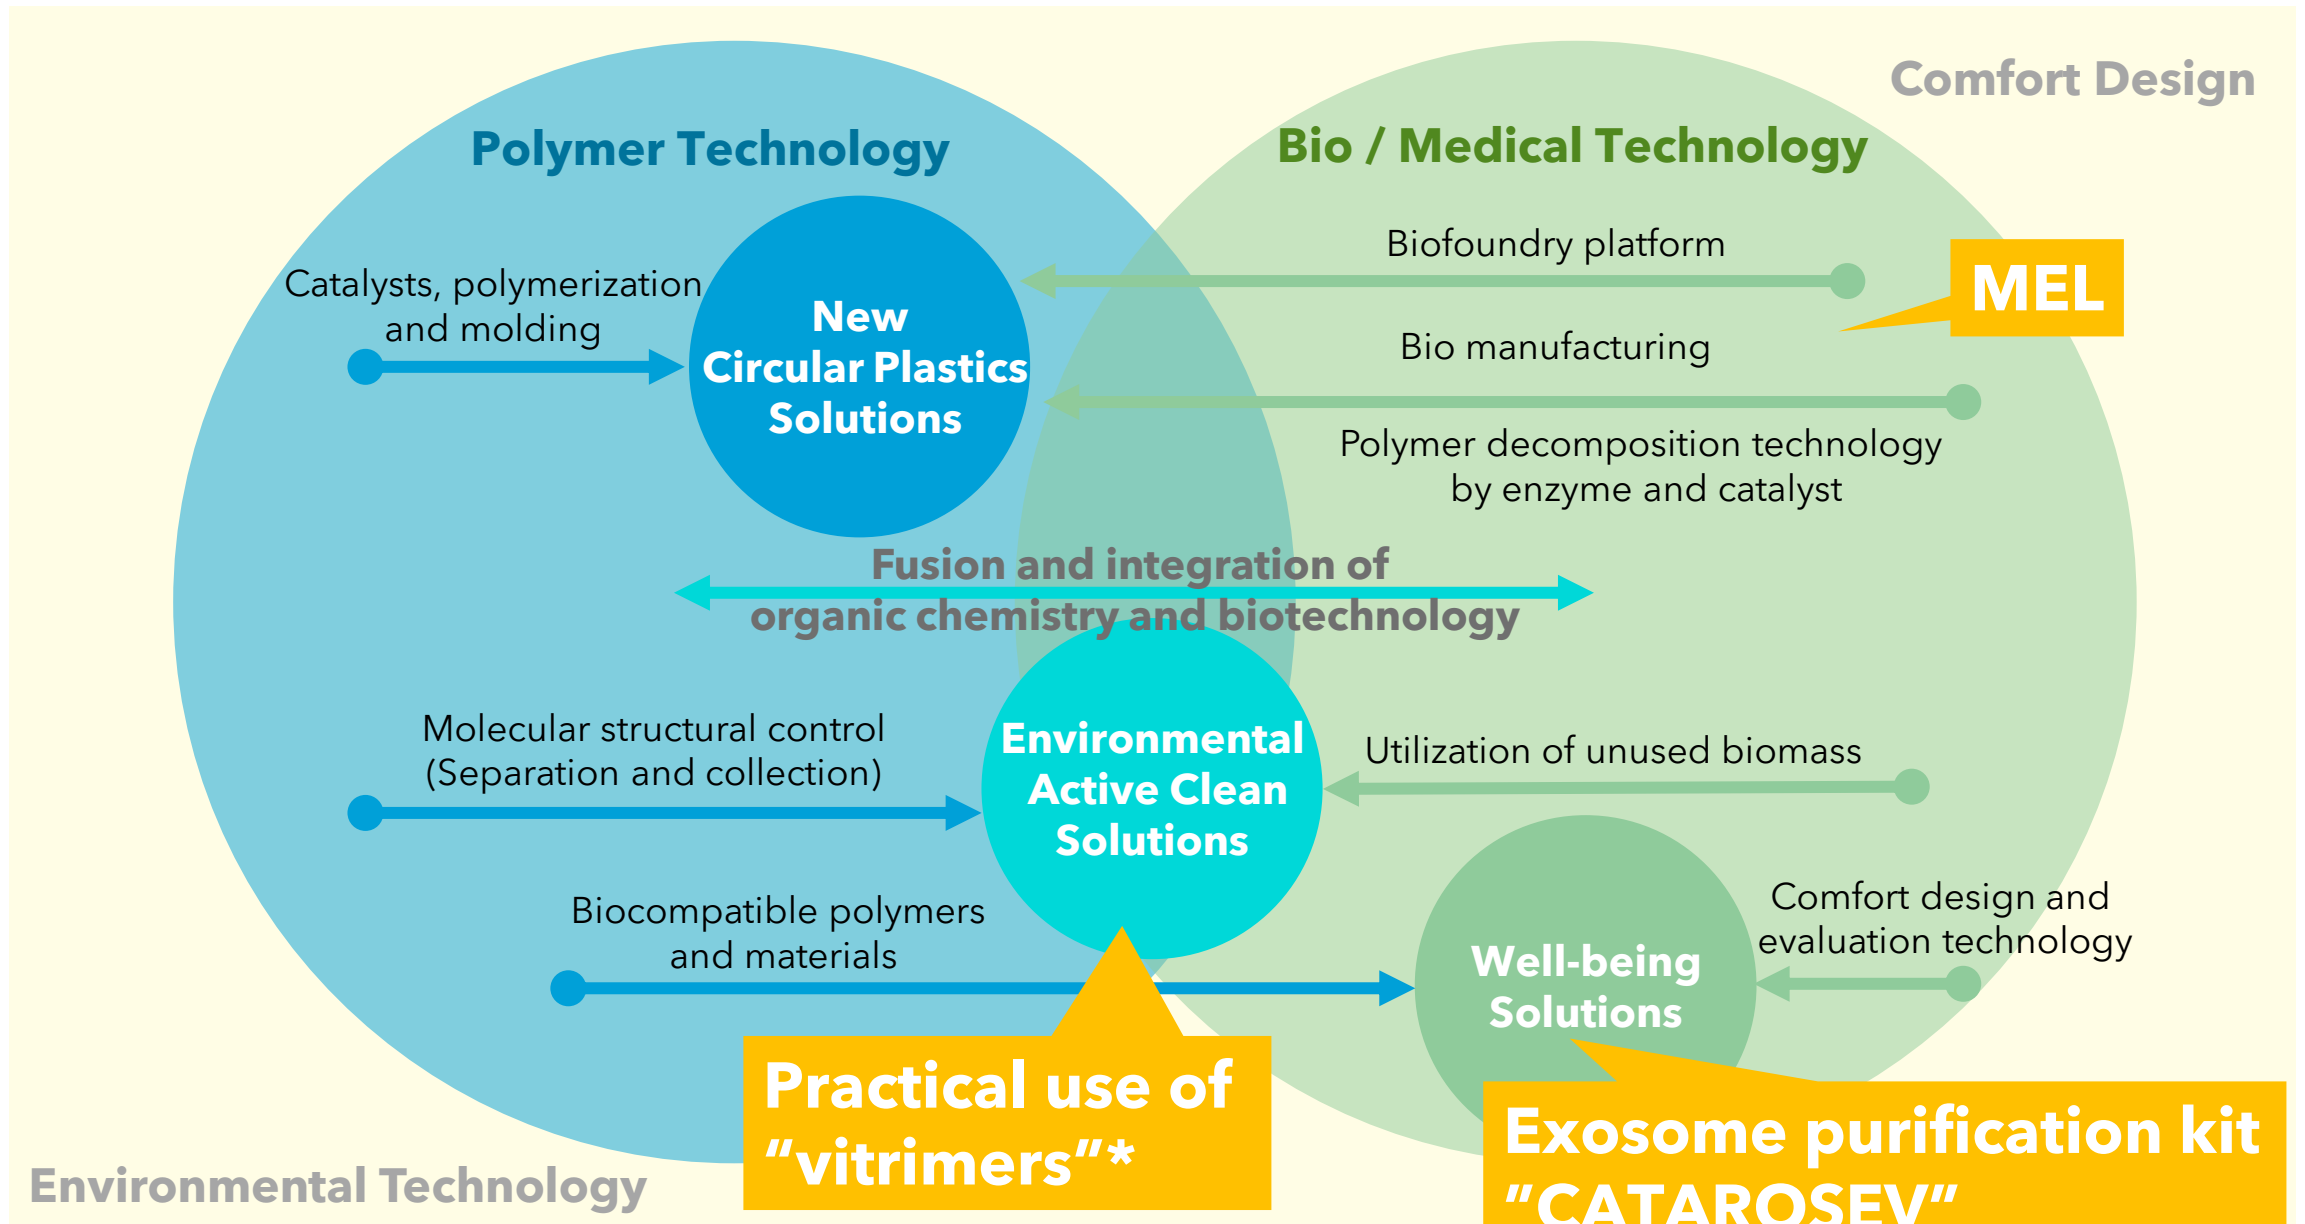 Comfort Design
Polymer Technology
Bio / Medical Technology
Catalysts, polymerization
and molding
New
Circular Plastics
Solutions
Biofoundry platform
MEL
Bio manufacturing
Polymer decomposition technology
by enzyme and catalyst
Fusion and integration of
organic chemistry and biotechnology
Molecular structural control
(Separation and collection)
Environmental
Active Clean
Solutions
Utilization of unused biomass
Biocompatible polymers
and materials
Well-being
Solutions
Comfort design and
evaluation technology
Practical use of
"vitrimers"*
Exosome purification kit
"CATAROSEV"
Environmental Technology